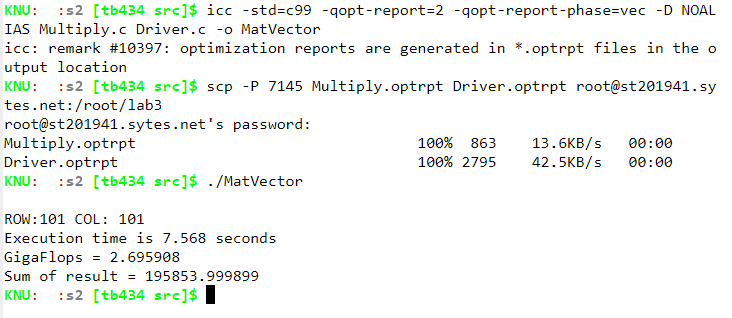 KNU:  :s2 [tb434 src]$ icc -std=c99 -qopt-report=2 -qopt-report-phase=vec -D NOAL
IAS Multiply.c Driver.c -o MatVector
icc: remark #10397: optimization reports are generated in *.optrpt files in the o
utput location
KNU:  :s2 [tb434 src]$ scp -P 7145 Multiply.optrpt Driver.optrpt root@st201941.sy
tes.net:/root/lab3
root@st201941.sytes.net's password:
Multiply.optrpt                                   100%  863    13.6KB/s   00:00
Driver.optrpt                                     100% 2795    42.5KB/s   00:00
KNU:  :s2 [tb434 src]$ ./MatVector

ROW:101 COL: 101
Execution time is 7.568 seconds
GigaFlops = 2.695908
Sum of result = 195853.999899
KNU:  :s2 [tb434 src]$